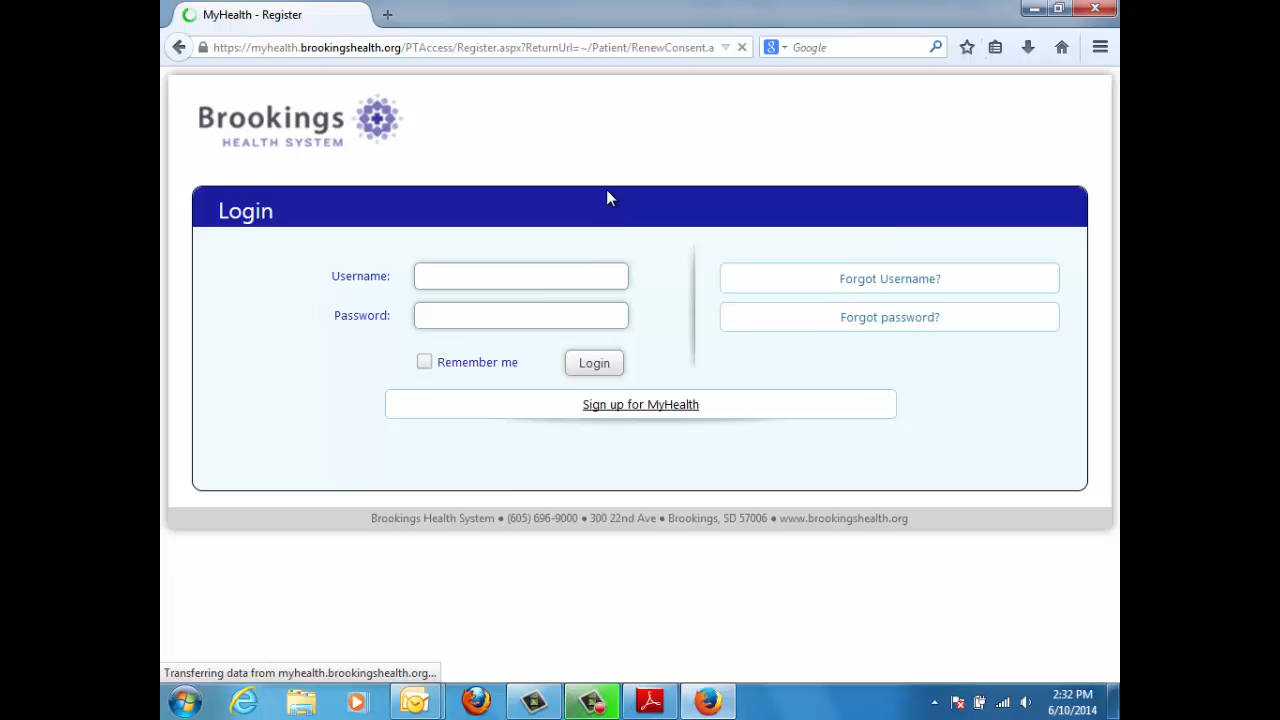 MyHealth - Register
https://myhealth.brookingshealth.org/PTAccess/Register.aspx?ReturnUrl=~/Patient/RenewConsent.a
Google
Brookings
HEALTH SYSTEM
Login
Username:
Forgot Username?
Password:
Forgot password?
Remember me
Login
Sign up for MyHealth
Brookings Health System • (605) 696-9000 • 300 22nd Ave • Brookings, SD 57006 • www.brookingshealth.org
Transferring data from myhealth.brookingshealth.org...
2:32 PM
6/10/2014